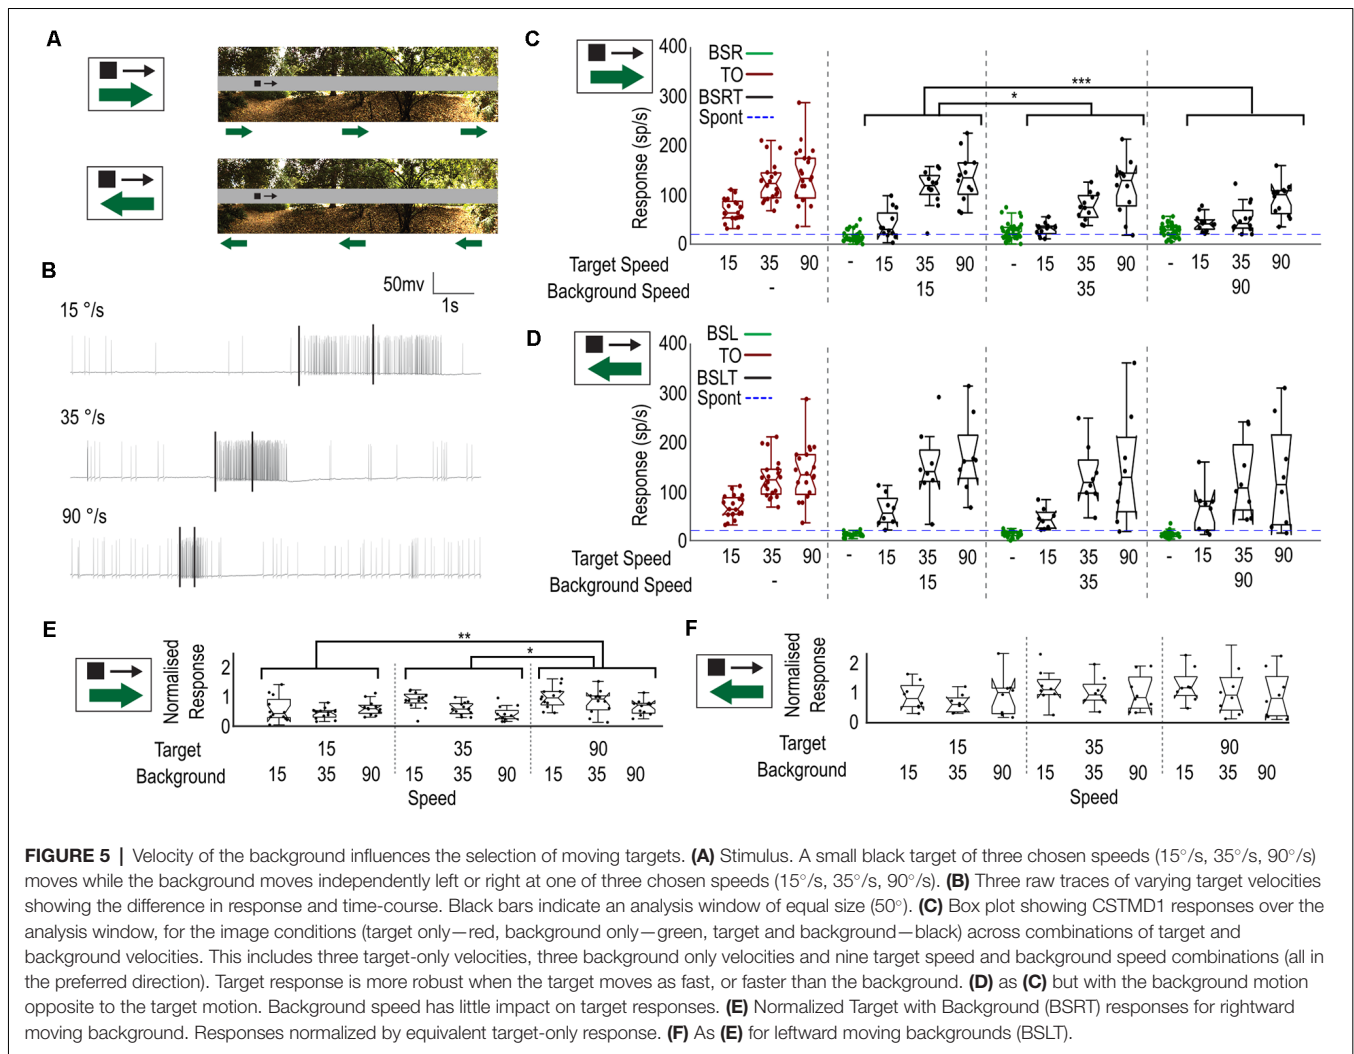 A
B
50mv
1s
15 °/s
35 °/s
90 °/s
C
BSR
TO
BSRT
Spont
400
300
200
100
0
Response (sp/s)
***
*
Target Speed 15 35 90 - 15 35 90 - 15 35 90 - 15 35 90
Background Speed - 15 35 90
D
BSL
TO
BSLT
Spont
400
300
200
100
0
Response (sp/s)
Target Speed 15 35 90 - 15 35 90 - 15 35 90 - 15 35 90
Background Speed - 15 35 90
E
Normalised
Response
2
1
0
**
*
Target 15 35 90
Background 15 35 90 15 35 90 15 35 90
Speed
F
Normalised
Response
2
1
0
Target 15 35 90
Background 15 35 90 15 35 90 15 35 90
Speed
FIGURE 5 | Velocity of the background influences the selection of moving targets. (A) Stimulus. A small black target of three chosen speeds (15°/s, 35°/s, 90°/s)
moves while the background moves independently left or right at one of three chosen speeds (15°/s, 35°/s, 90°/s). (B) Three raw traces of varying target velocities
showing the difference in response and time-course. Black bars indicate an analysis window of equal size (50°). (C) Box plot showing CSTMD1 responses over the
analysis window, for the image conditions (target only—red, background only—green, target and background—black) across combinations of target and
background velocities. This includes three target-only velocities, three background only velocities and nine target speed and background speed combinations (all in
the preferred direction). Target response is more robust when the target moves as fast, or faster than the background. (D) as (C) but with the background motion
opposite to the target motion. Background speed has little impact on target responses. (E) Normalized Target with Background (BSRT) responses for rightward
moving background. Responses normalized by equivalent target-only response. (F) As (E) for leftward moving backgrounds (BSLT).